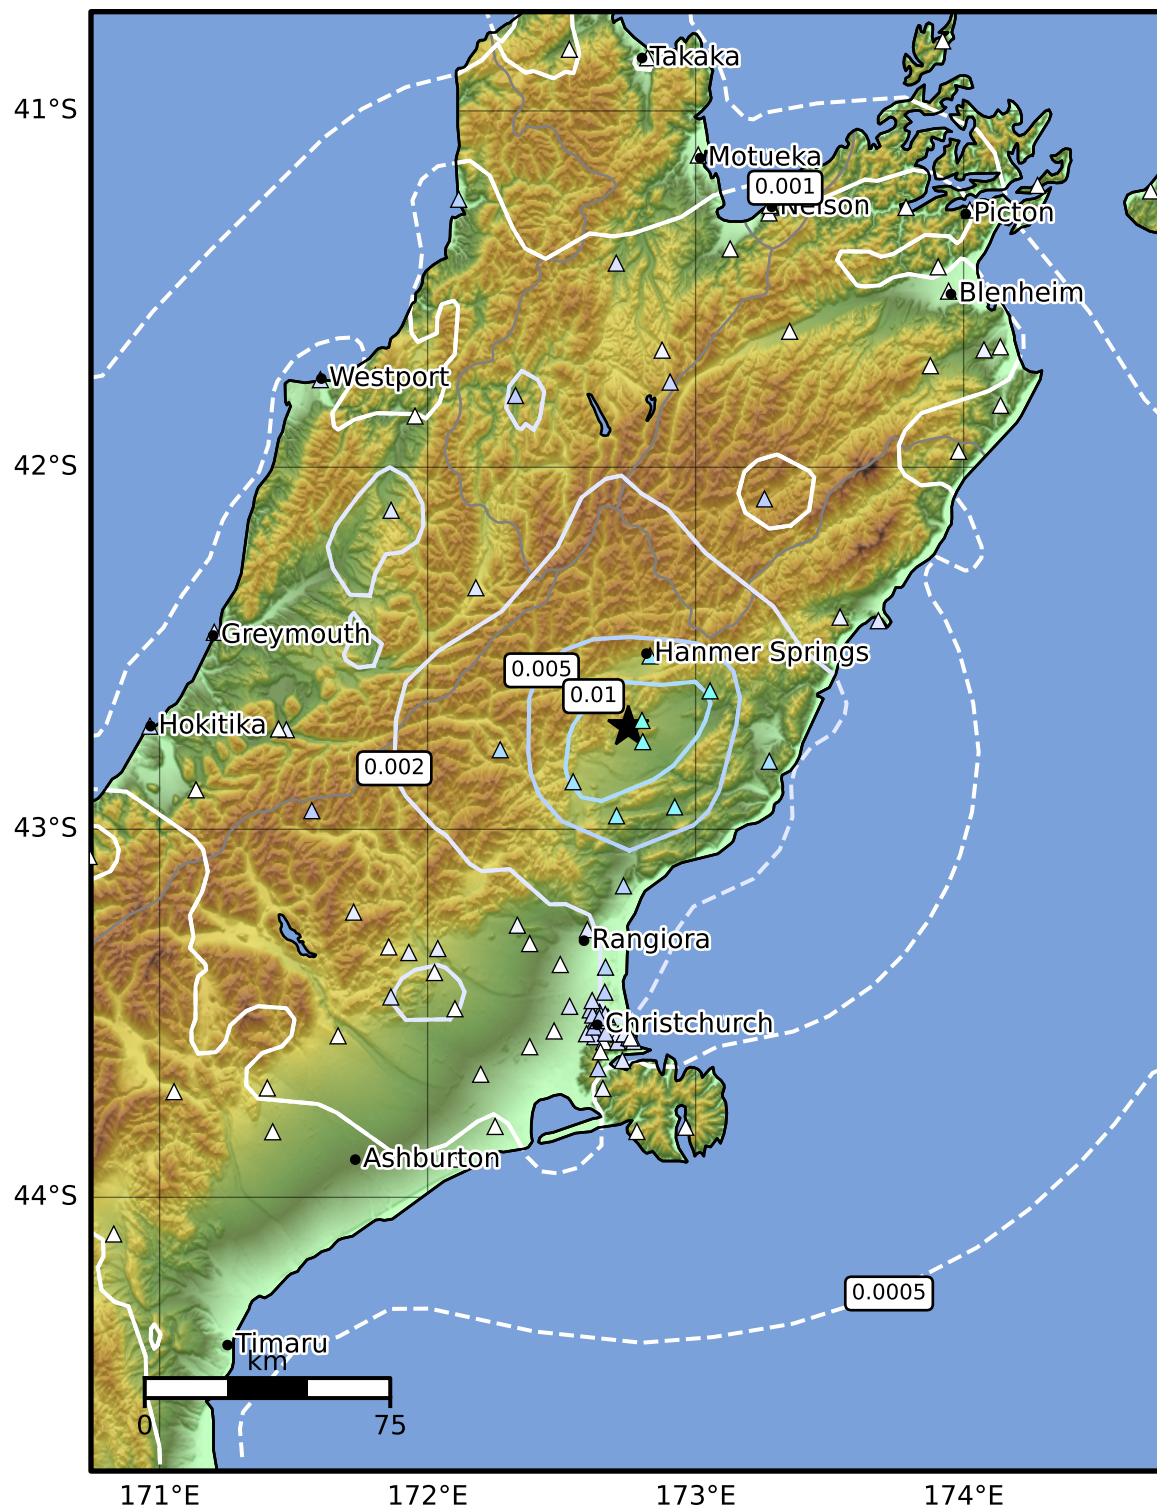 Takaka
41°S
Motueka
0.001
Nelson
Picton
Blenheim
Westport
42°S
Greymouth
Hanmer Springs
0.005
0.01
Hokitika
0.002
43°S
Rangiora
Christchurch
Ashburton
44°S
0.0005
Timaru
km
0 75
171°E 172°E 173°E 174°E